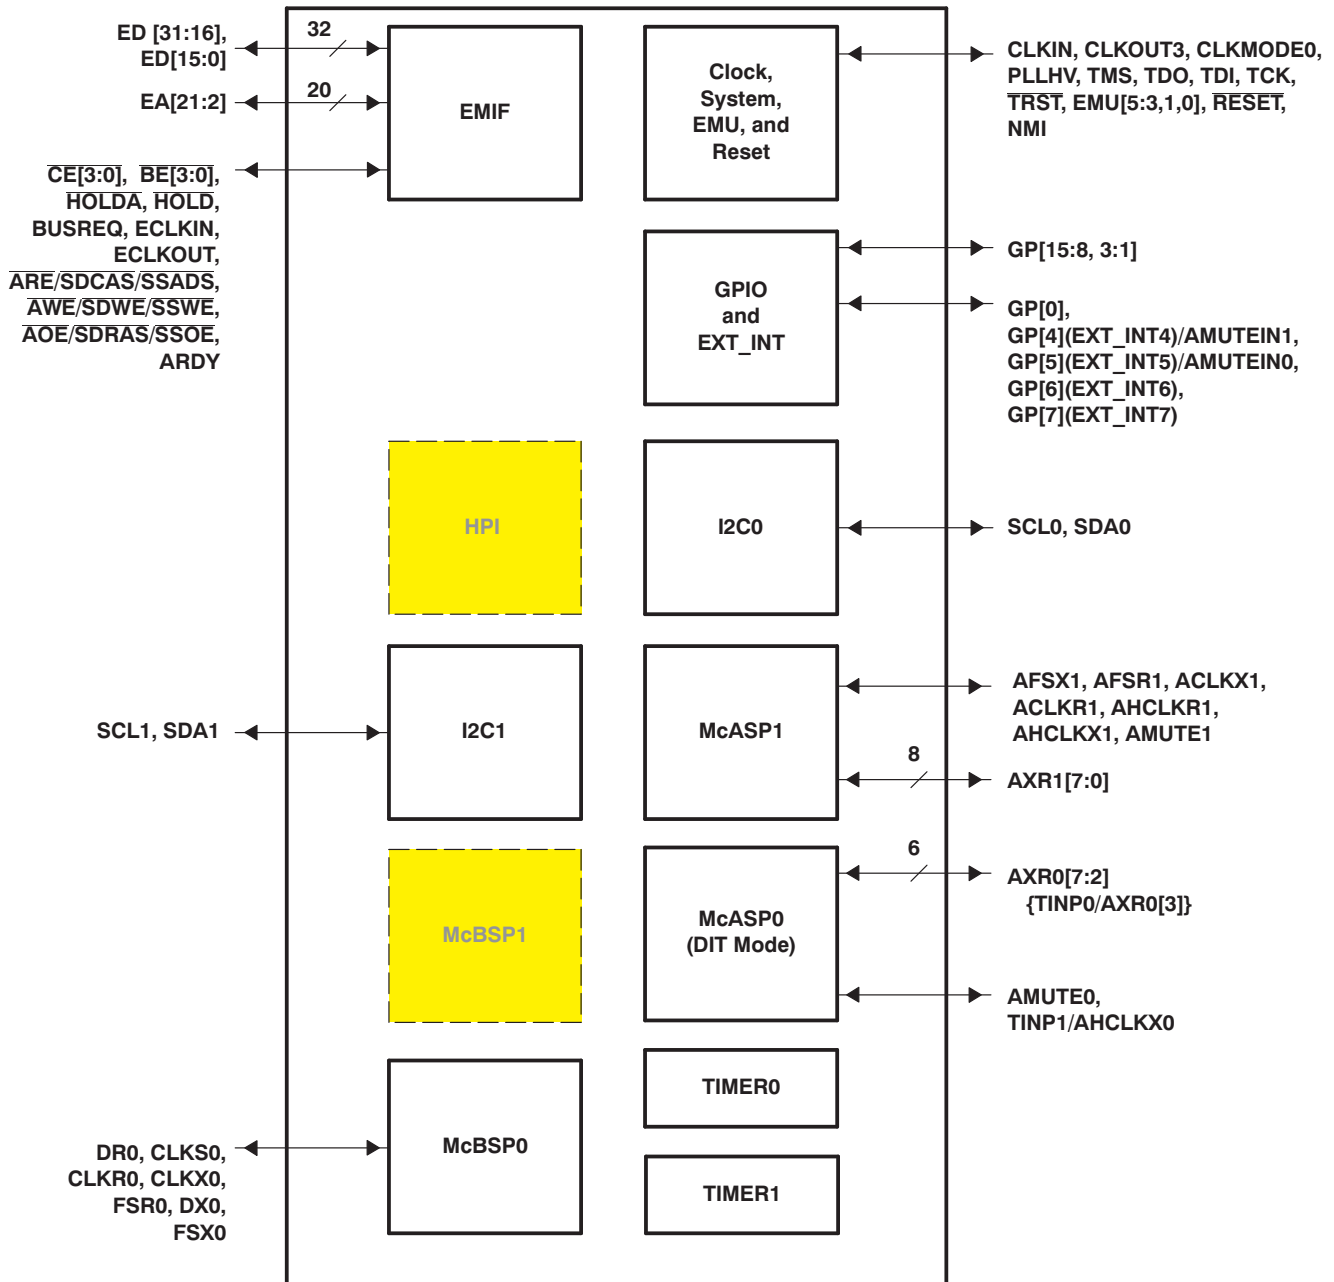 ED [31:16],
ED[15:0]
32
EA[21:2]
20
CE[3:0], BE[3:0],
HOLDA, HOLD,
BUSREQ, ECLKIN,
ECLKOUT,
ARE/SDCAS/SSADS,
AWE/SDWE/SSWE,
AOE/SDRAS/SSOE,
ARDY
EMIF
Clock,
System,
EMU, and
Reset
CLKIN, CLKOUT3, CLKMODE0,
PLLHV, TMS, TDO, TDI, TCK,
TRST, EMU[5:3,1,0], RESET,
NMI
GPIO
and
EXT_INT
GP[15:8, 3:1]
GP[0],
GP[4](EXT_INT4)/AMUTEIN1,
GP[5](EXT_INT5)/AMUTEIN0,
GP[6](EXT_INT6),
GP[7](EXT_INT7)
HPI
I2C0
SCL0, SDA0
SCL1, SDA1
I2C1
McASP1
AFSX1, AFSR1, ACLKX1,
ACLKR1, AHCLKR1,
AHCLKX1, AMUTE1
8
AXR1[7:0]
McBSP1
McASP0
(DIT Mode)
6
AXR0[7:2]
{TINP0/AXR0[3]}
AMUTE0,
TINP1/AHCLKX0
DR0, CLKS0,
CLKR0, CLKX0,
FSR0, DX0,
FSX0
McBSP0
TIMER0
TIMER1